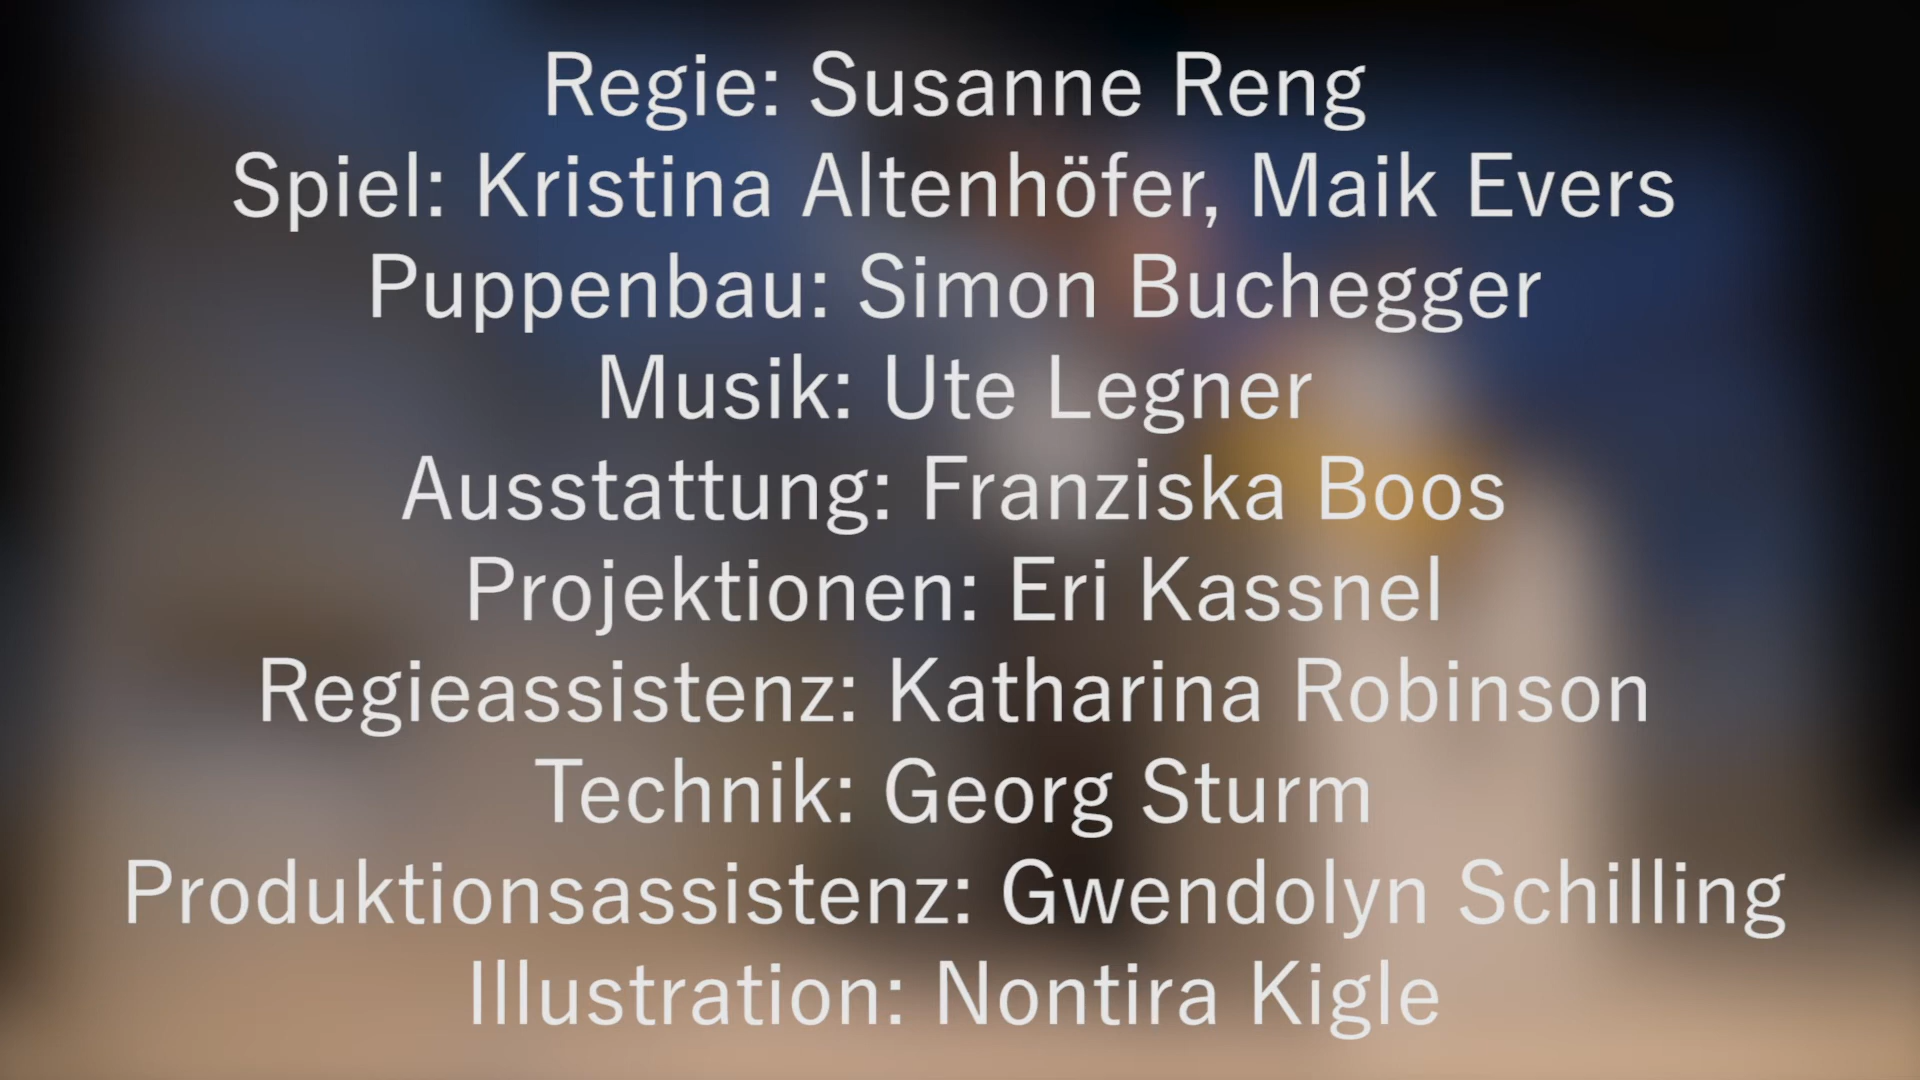 Regie: Susanne Reng
Spiel: Kristina Altenhöfer, Maik Evers
Puppenbau: Simon Buchegger
Musik: Ute Legner
Ausstattung: Franziska Boos
Projektionen: Eri Kassnel
Regieassistenz: Katharina Robinson
Technik: Georg Sturm
Produktionsassistenz: Gwendolyn Schilling
Illustration: Nontira Kigle